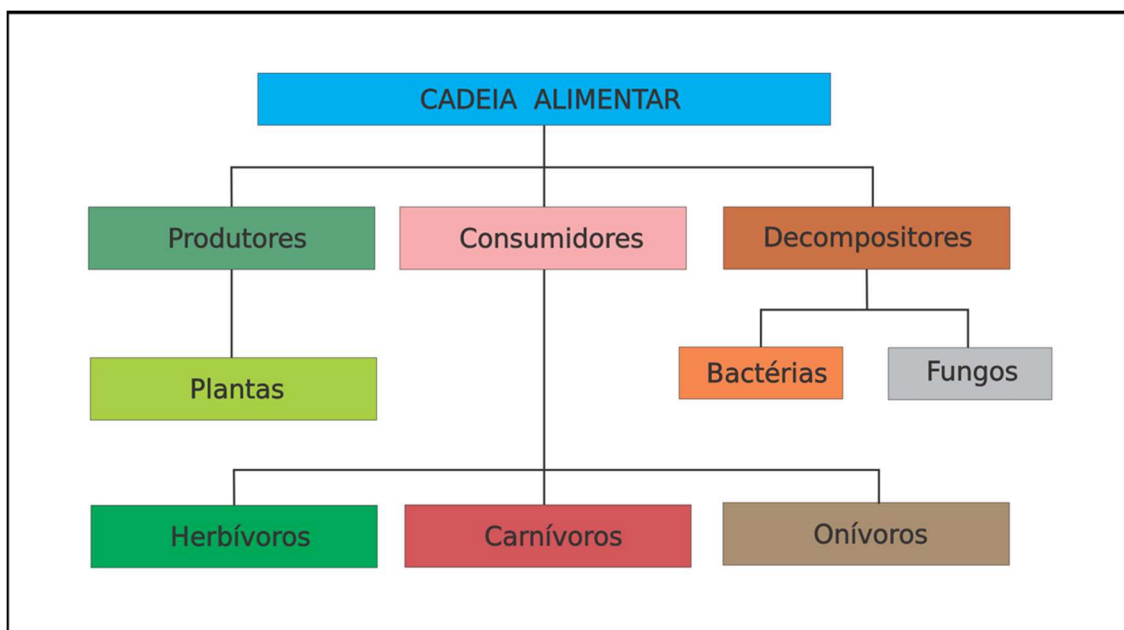 CADEIA ALIMENTAR
Produtores
Consumidores
Decompositores
Plantas
Bactérias
Fungos
Herbívoros
Carnívoros
Onívoros